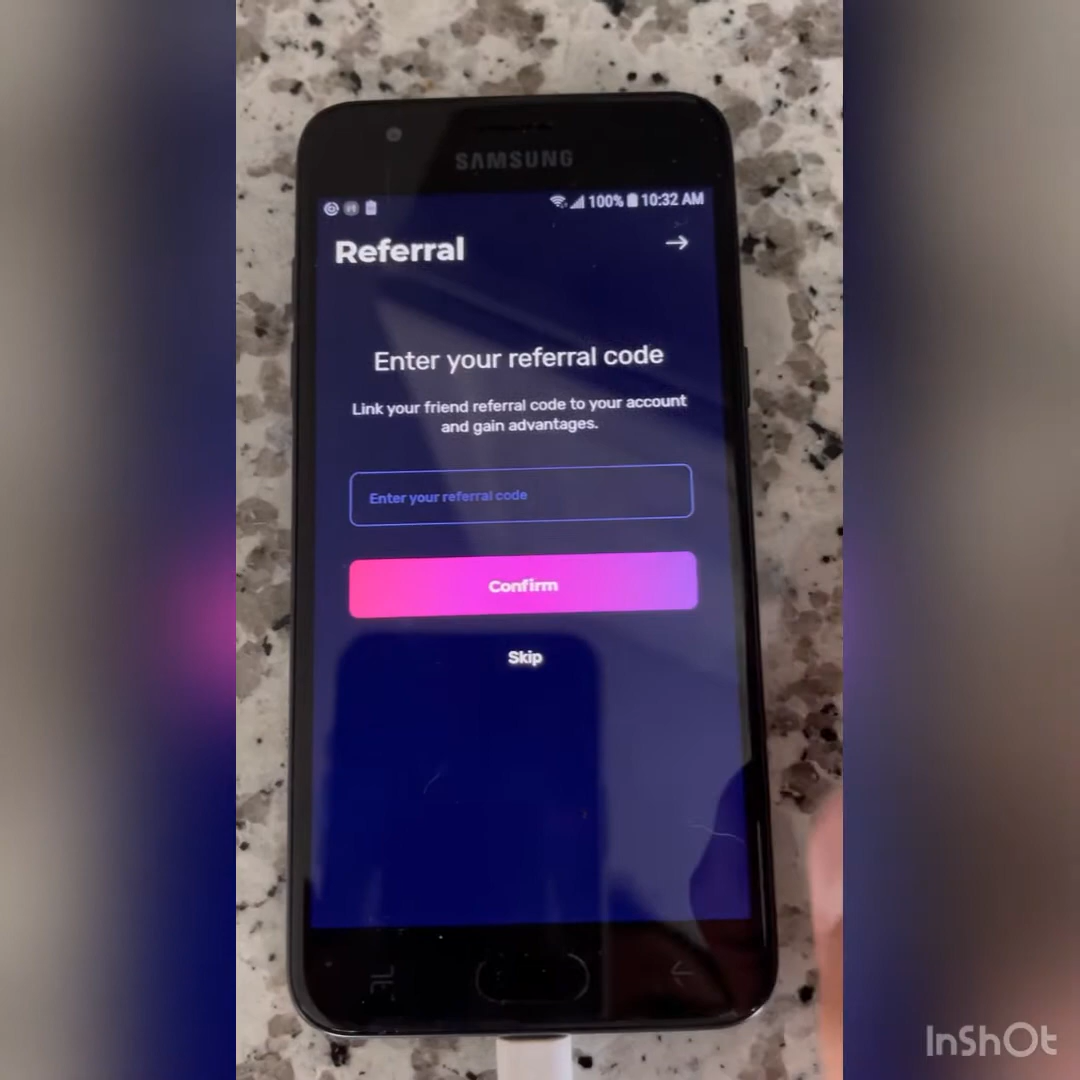 SAMSUNG
100% 10:32 AM
Referral
Enter your referral code
Link your friend referral code to your account
and gain advantages.
Enter your referral code
Confirm
Skip
InShOt